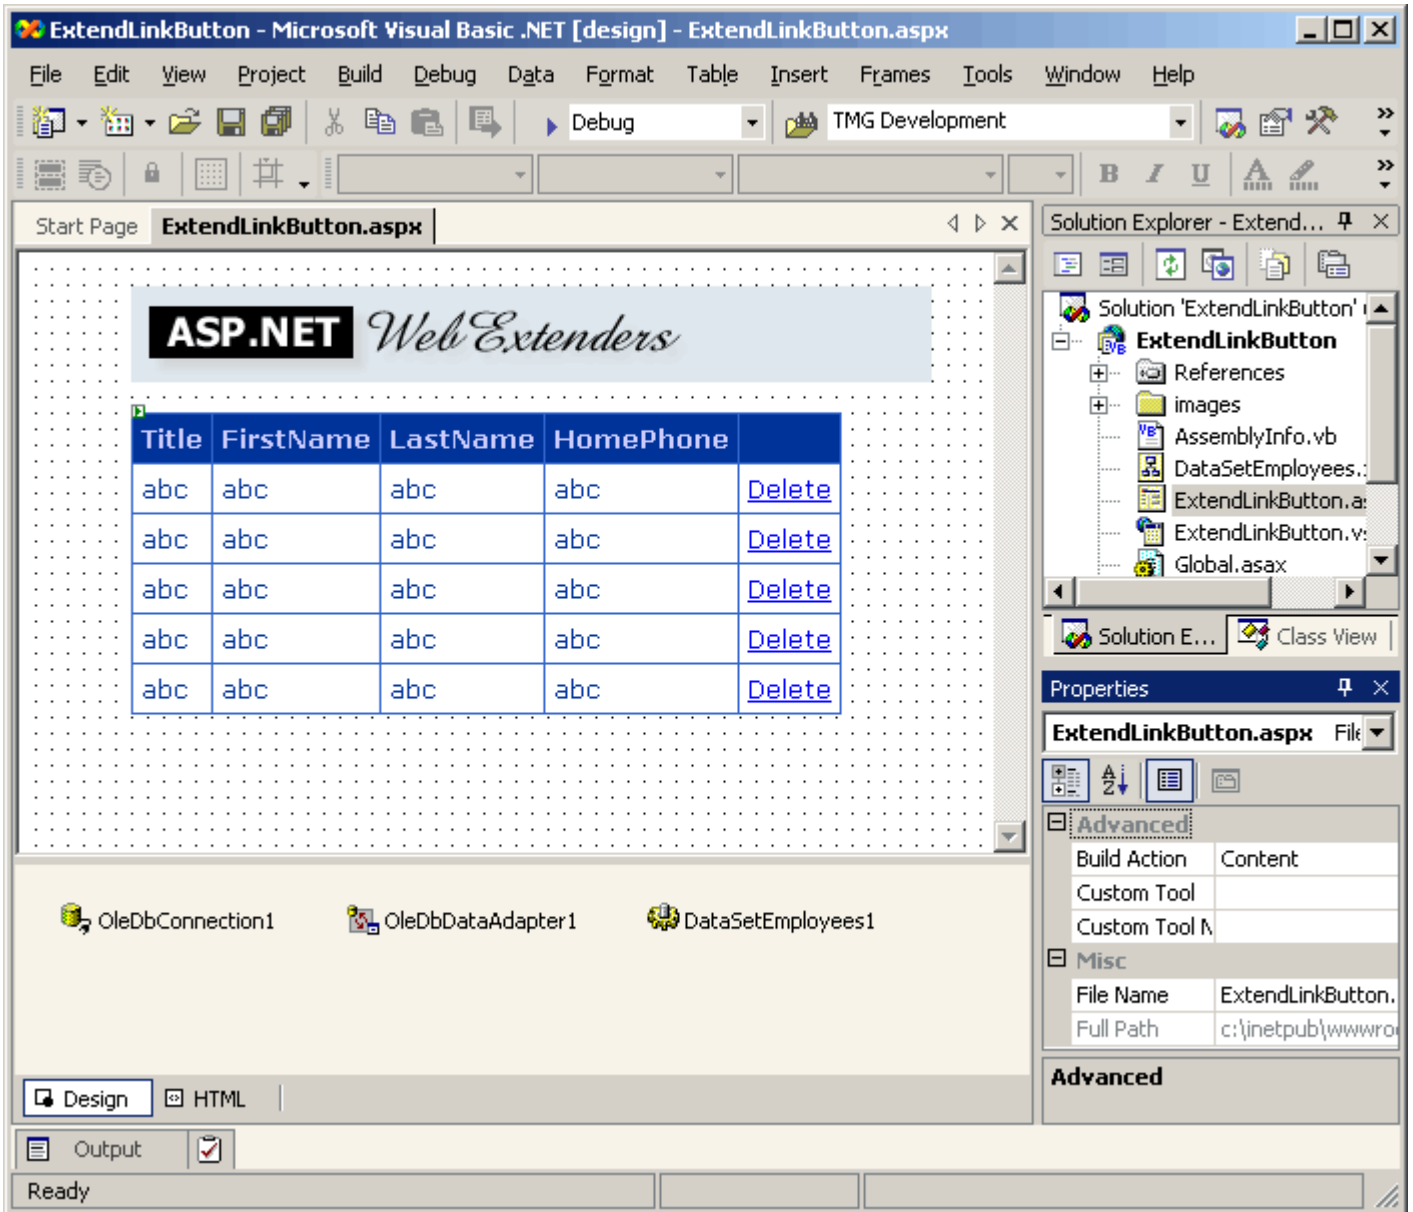 ExtendLinkButton - Microsoft Visual Basic .NET [design] - ExtendLinkButton.aspx
File Edit View Project Build Debug Data Format Table Insert Frames Tools Window Help
Debug TMG Development
B I U A
Start Page ExtendLinkButton.aspx
ASP.NET Web Extenders
Title FirstName LastName HomePhone
abc abc abc abc Delete
abc abc abc abc Delete
abc abc abc abc Delete
abc abc abc abc Delete
abc abc abc abc Delete
OleDbConnection1 OleDbDataAdapter1 DataSetEmployees1
Design HTML
Output
Ready
Solution Explorer - Extend...
Solution 'ExtendLinkButton'
ExtendLinkButton
References
images
AssemblyInfo.vb
DataSetEmployees.
ExtendLinkButton.a
ExtendLinkButton.v
Global.asax
Solution E... Class View
Properties
ExtendLinkButton.aspx File
Advanced
Build Action Content
Custom Tool
Custom Tool N
Misc
File Name ExtendLinkButton.
Full Path c:\inetpub\wwwro
Advanced